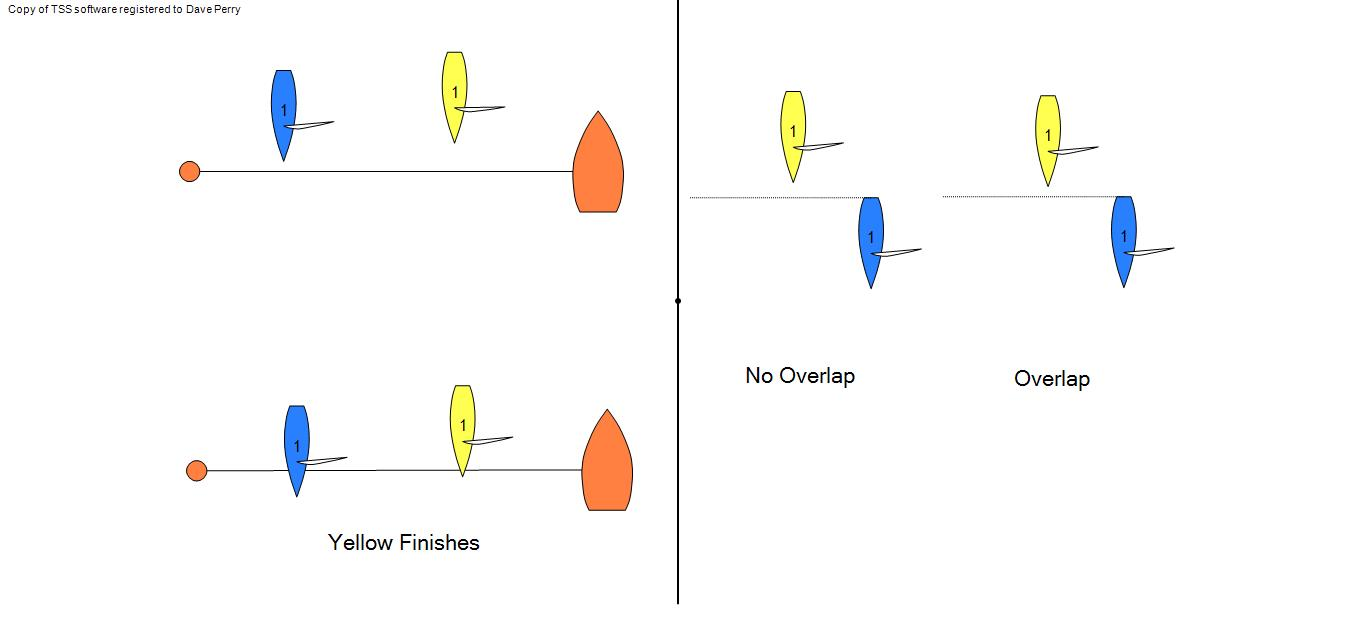 Copy of TSS software registered to Dave Perry
1
1
1
1
1
1
1
1
No Overlap
Overlap
Yellow Finishes